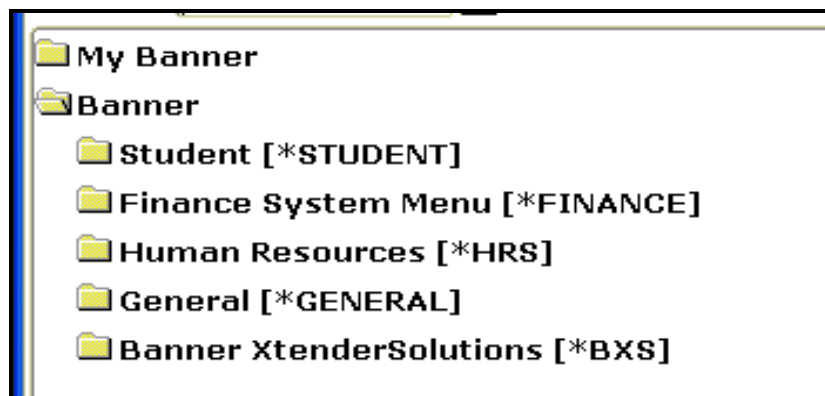 My Banner
Banner
Student [*STUDENT]
Finance System Menu [*FINANCE]
Human Resources [*HRS]
General [*GENERAL]
Banner XtenderSolutions [*BXS]